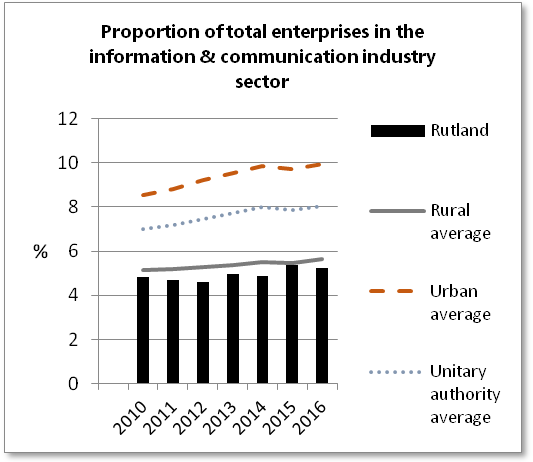 Proportion of total enterprises in the
information & communication industry
sector
12
10
8
6
4
2
0
%
2010
2011
2012
2013
2014
2015
2016
Rutland
Rural
average
Urban
average
Unitary
authority
average